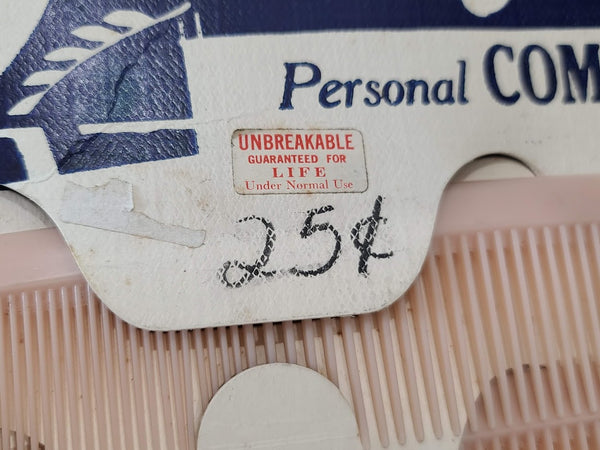 Personal COM
UNBREAKABLE
GUARANTEED FOR
LIFE
Under Normal Use
25¢